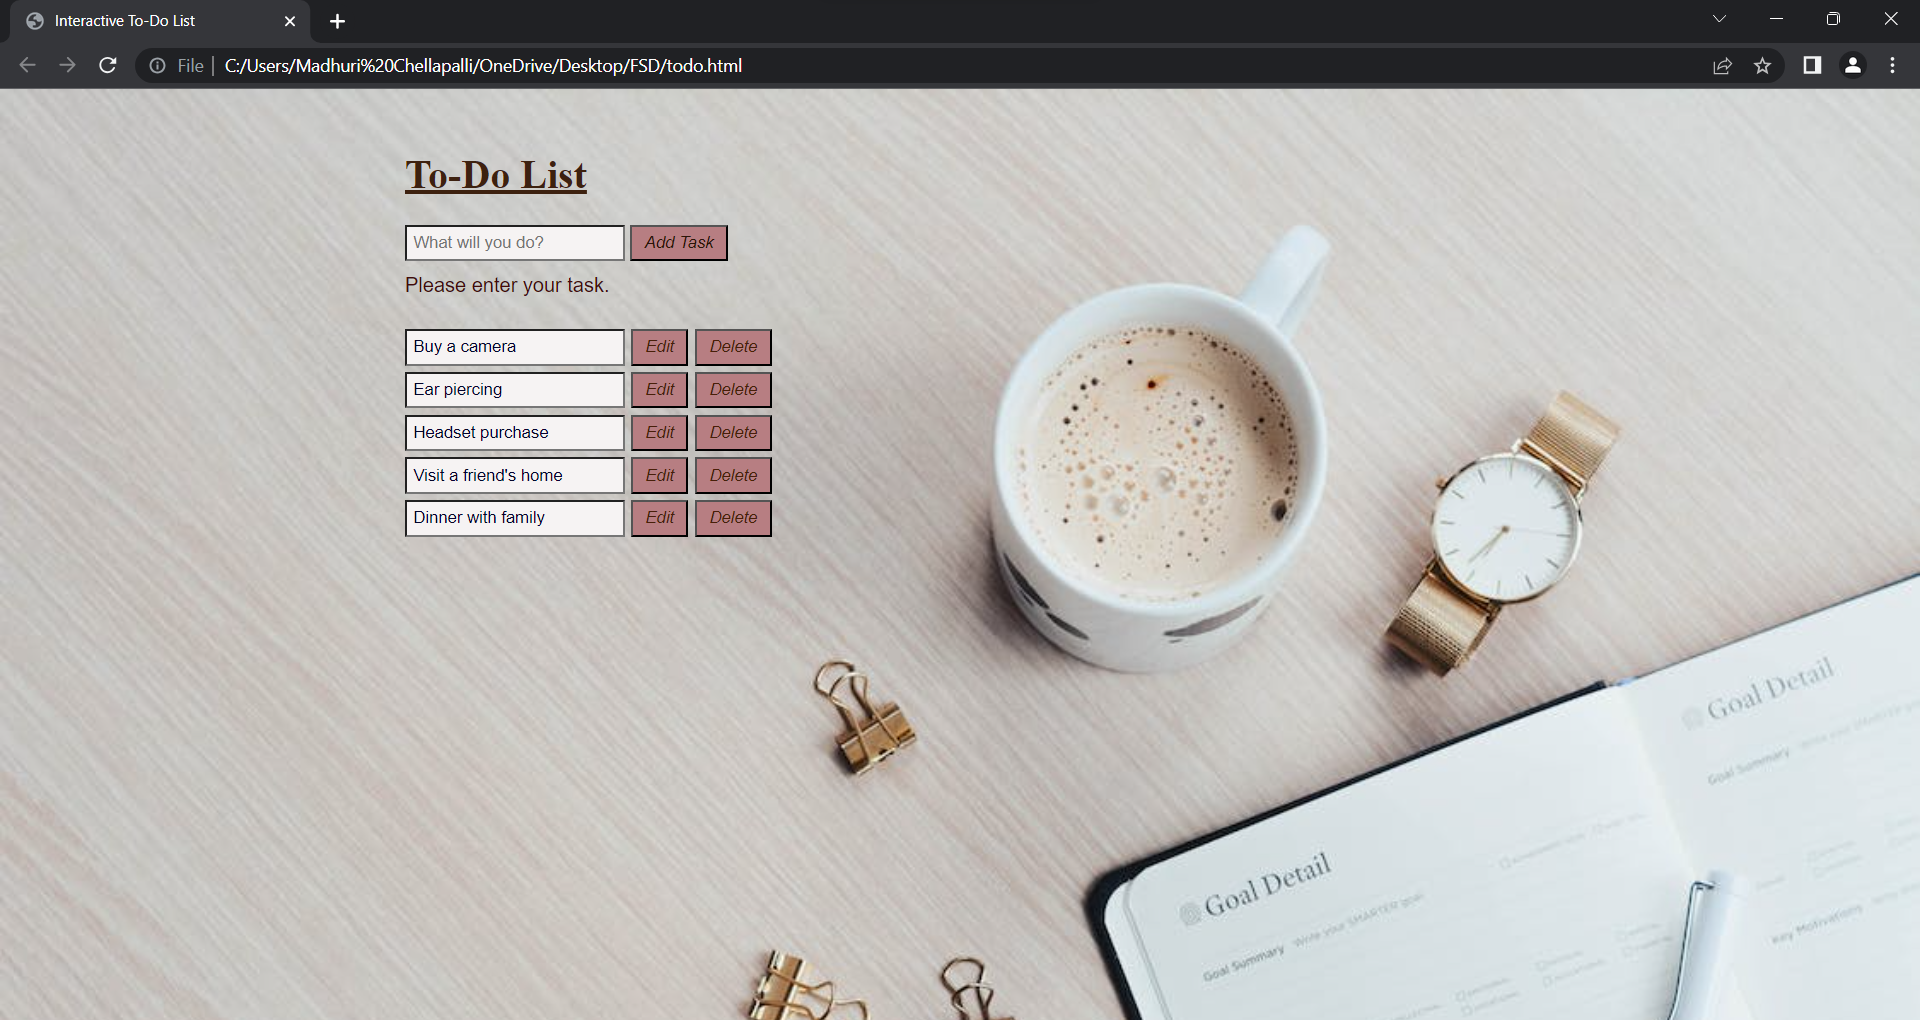 Interactive To-Do List
File C:/Users/Madhuri%20Chellapalli/OneDrive/Desktop/FSD/todo.html
To-Do List
What will you do? Add Task
Please enter your task.
Buy a camera Edit Delete
Ear piercing Edit Delete
Headset purchase Edit Delete
Visit a friend's home Edit Delete
Dinner with family Edit Delete
Goal Detail
Goal Summary
Goal Detail
Goal Summary Write your SMARTER goal
Key Motivations